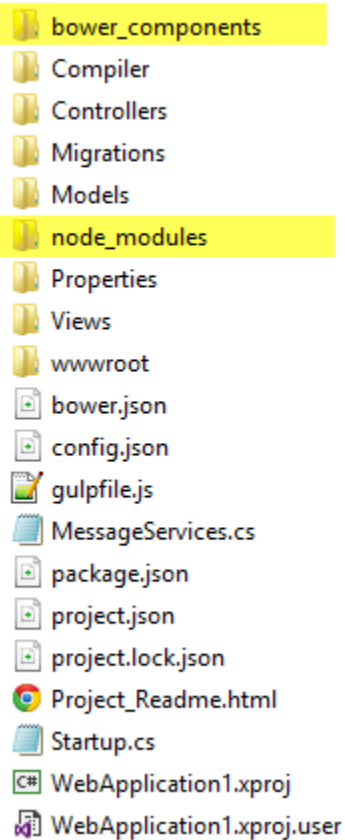 bower_components
Compiler
Controllers
Migrations
Models
node_modules
Properties
Views
wwwroot
bower.json
config.json
gulpfile.js
MessageServices.cs
package.json
project.json
project.lock.json
Project_Readme.html
Startup.cs
C# WebApplication1.xproj
WebApplication1.xproj.user